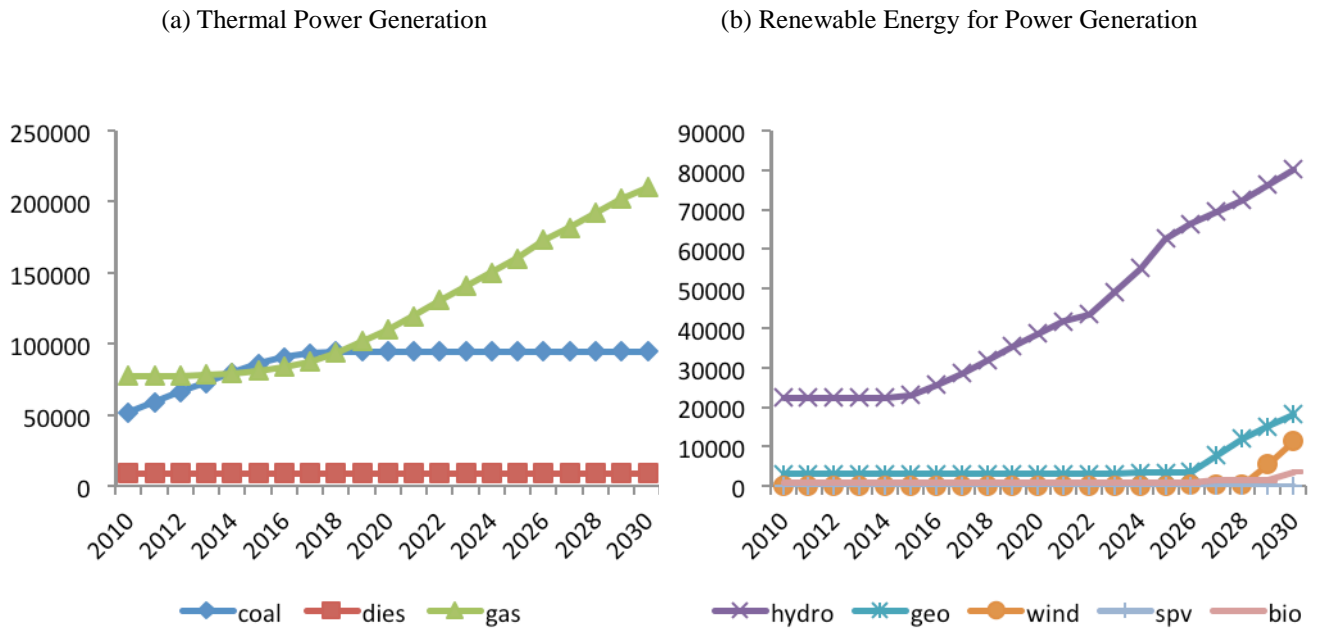 (a) Thermal Power Generation
250000
200000
150000
100000
50000
0
2010 2012 2014 2016 2018 2020 2022 2024 2026 2028 2030
coal dies gas
(b) Renewable Energy for Power Generation
90000
80000
70000
60000
50000
40000
30000
20000
10000
0
2010 2012 2014 2016 2018 2020 2022 2024 2026 2028 2030
hydro geo wind spv bio